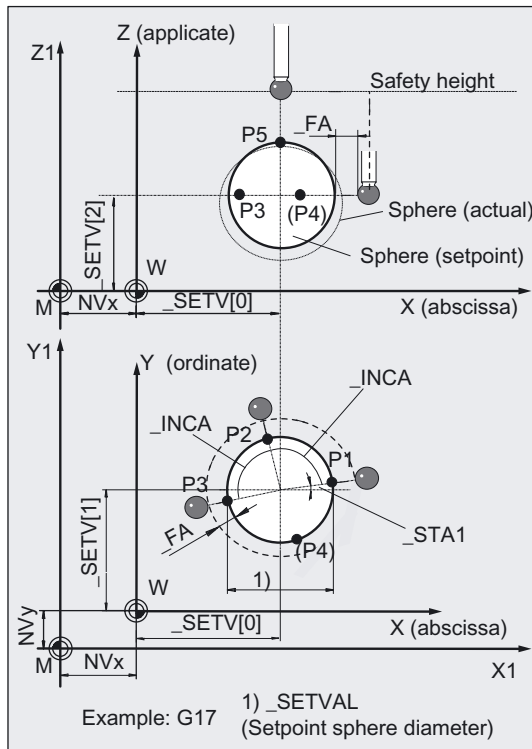 Z (applicate)
Z1
Safety height
_FA
P5
P3
(P4)
Sphere (actual)
Sphere (setpoint)
_SETV[2]
W
M
NVx
_SETV[0]
X (abscissa)
Y1
Y (ordinate)
_INCA
_INCA
P2
P1
P3
_STA1
_SETV[1]
_FA
(P4)
1)
W
_SETV[0]
X (abscissa)
NVy
M
NVx
X1
Example: G17
1) _SETVAL
(Setpoint sphere diameter)